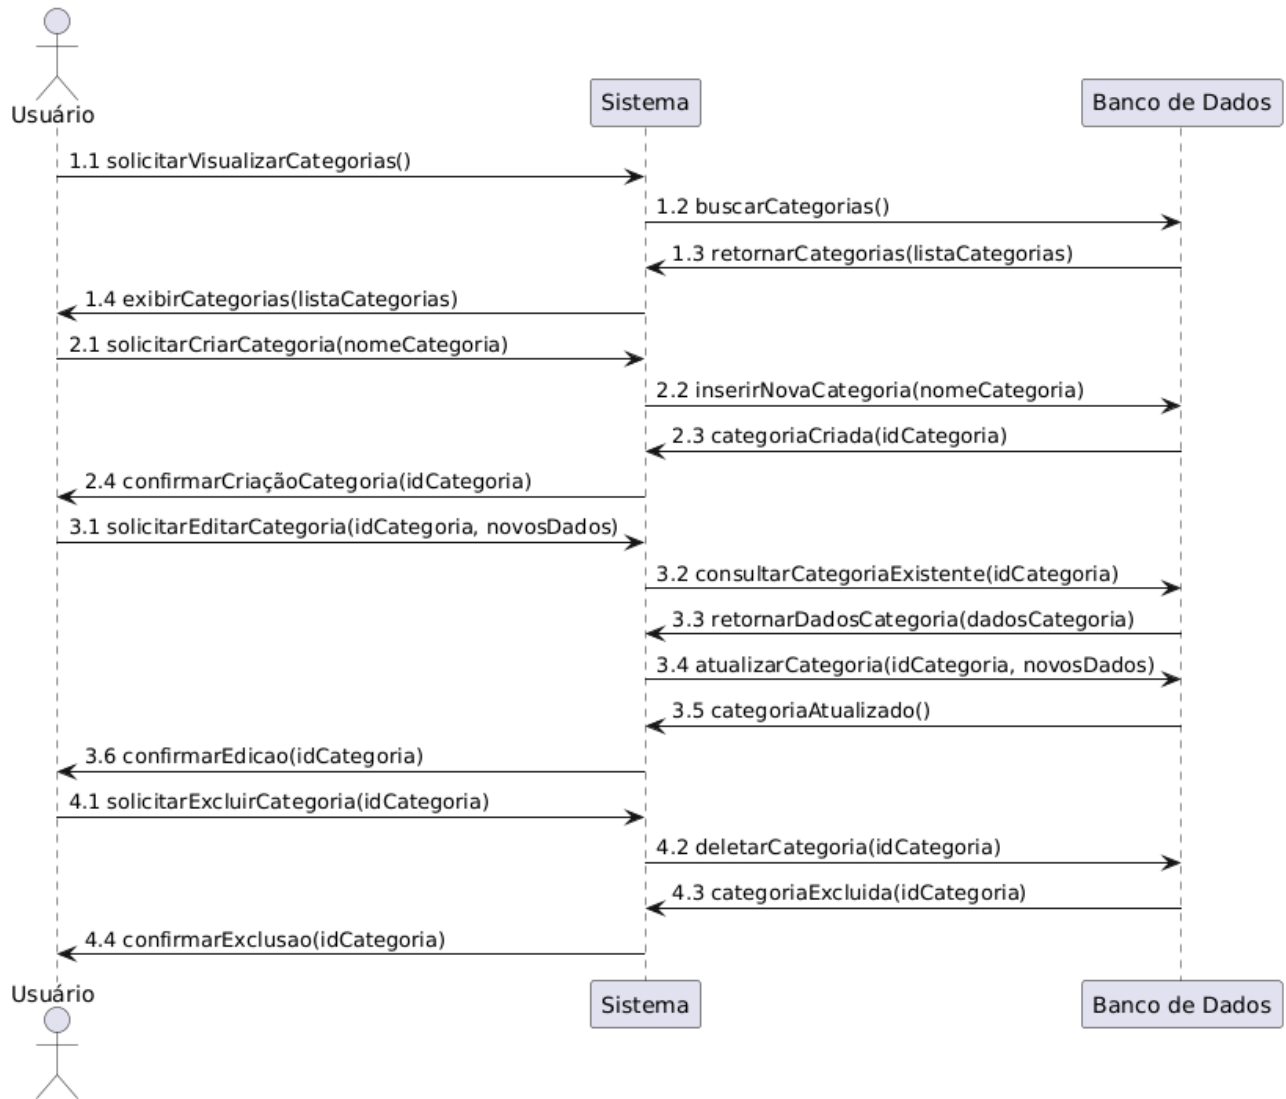 Usuário
Sistema
Banco de Dados
1.1 solicitarVisualizarCategorias()
1.2 buscarCategorias()
1.3 retornarCategorias(listaCategorias)
1.4 exibirCategorias(listaCategorias)
2.1 solicitarCriarCategoria(nomeCategoria)
2.2 inserirNovaCategoria(nomeCategoria)
2.3 categoriaCriada(idCategoria)
2.4 confirmarCriaçãoCategoria(idCategoria)
3.1 solicitarEditarCategoria(idCategoria, novosDados)
3.2 consultarCategoriaExistente(idCategoria)
3.3 retornarDadosCategoria(dadosCategoria)
3.4 atualizarCategoria(idCategoria, novosDados)
3.5 categoriaAtualizado()
3.6 confirmarEdicao(idCategoria)
4.1 solicitarExcluirCategoria(idCategoria)
4.2 deletarCategoria(idCategoria)
4.3 categoriaExcluida(idCategoria)
4.4 confirmarExclusao(idCategoria)
Usuário
Sistema
Banco de Dados